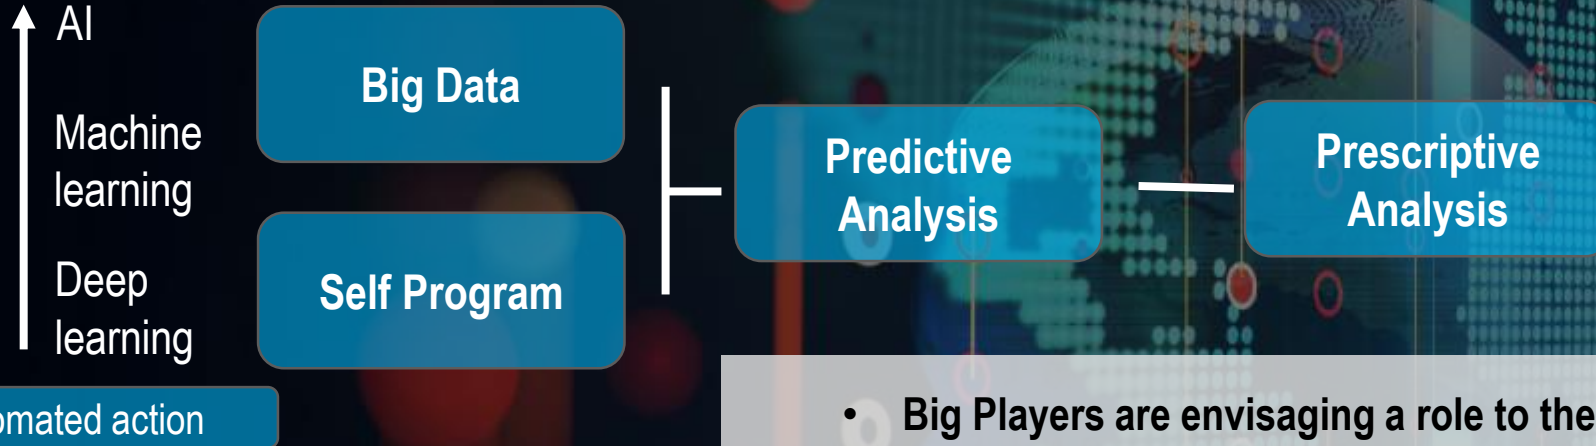 AI
Machine
learning
Deep
learning
Big Data
Self Program
Predictive
Analysis
Prescriptive
Analysis
omated action
• Big Players are envisaging a role to the